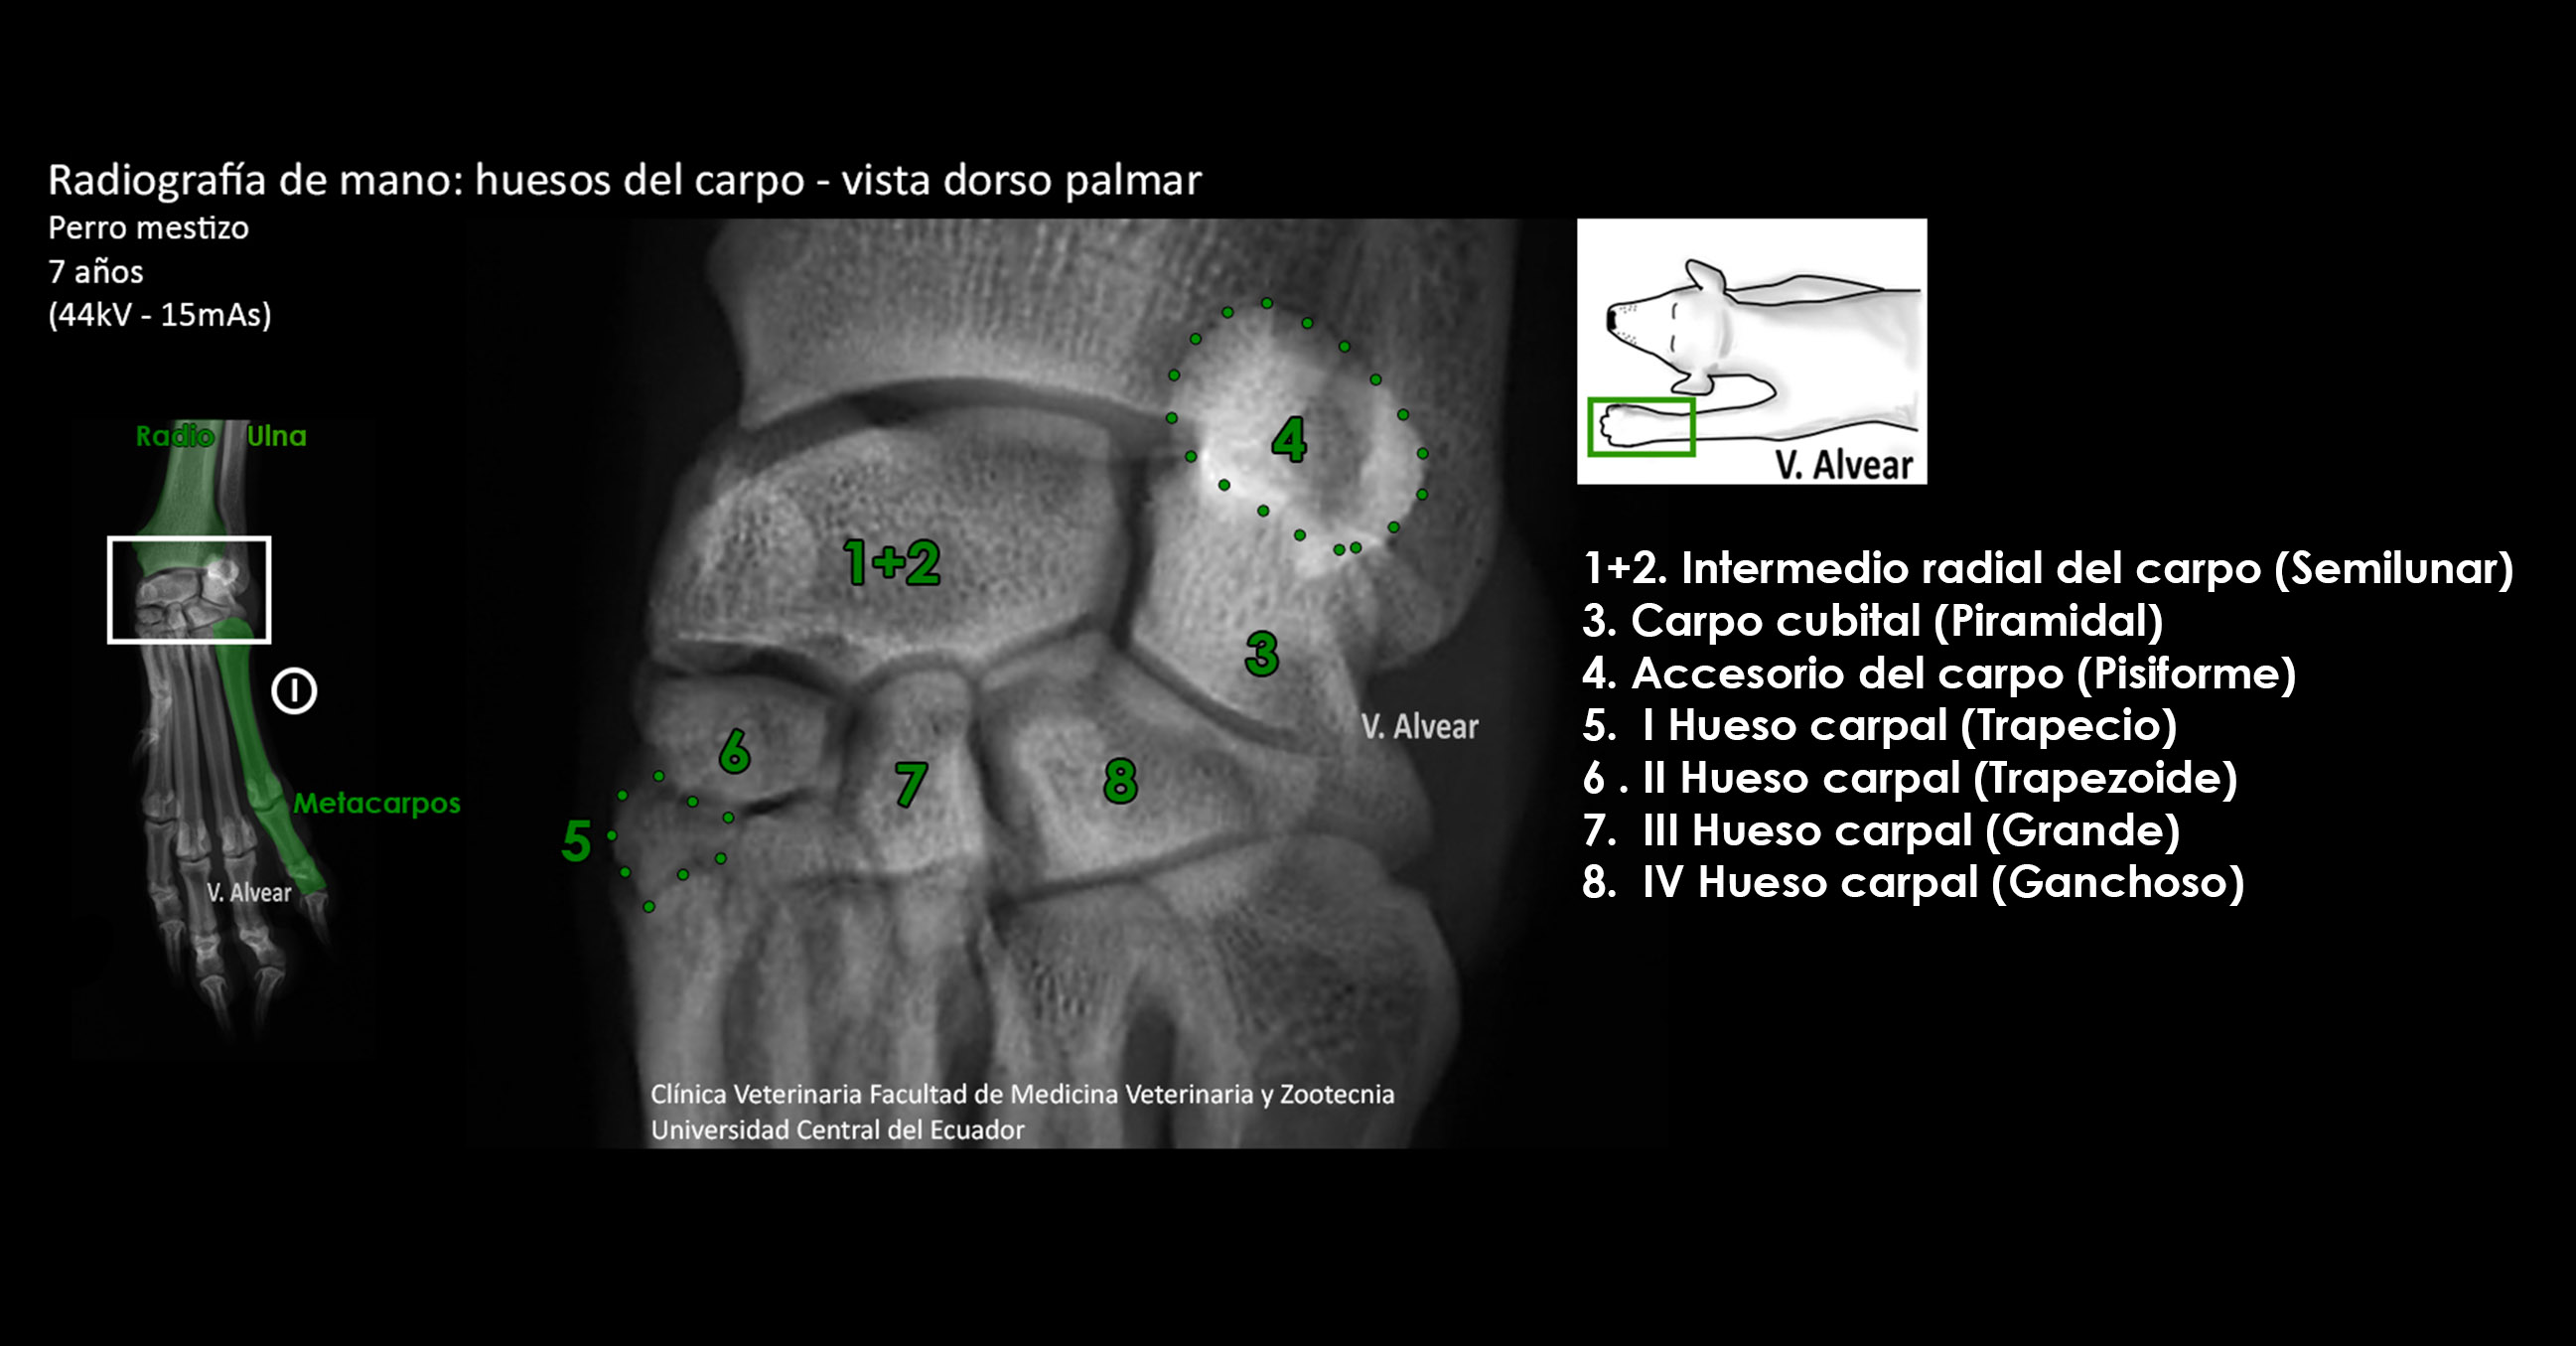 Radiografía de mano: huesos del carpo - vista dorso palmar
Perro mestizo
7 años
(44kV - 15mAs)
Radio Ulna
I
Metacarpos
V. Alvear
4
1+2
3
6
7
8
5
V. Alvear
Clínica Veterinaria Facultad de Medicina Veterinaria y Zootecnia
Universidad Central del Ecuador
V. Alvear
1+2. Intermedio radial del carpo (Semilunar)
3. Carpo cubital (Piramidal)
4. Accesorio del carpo (Pisiforme)
5. I Hueso carpal (Trapecio)
6 . II Hueso carpal (Trapezoide)
7. III Hueso carpal (Grande)
8. IV Hueso carpal (Ganchoso)